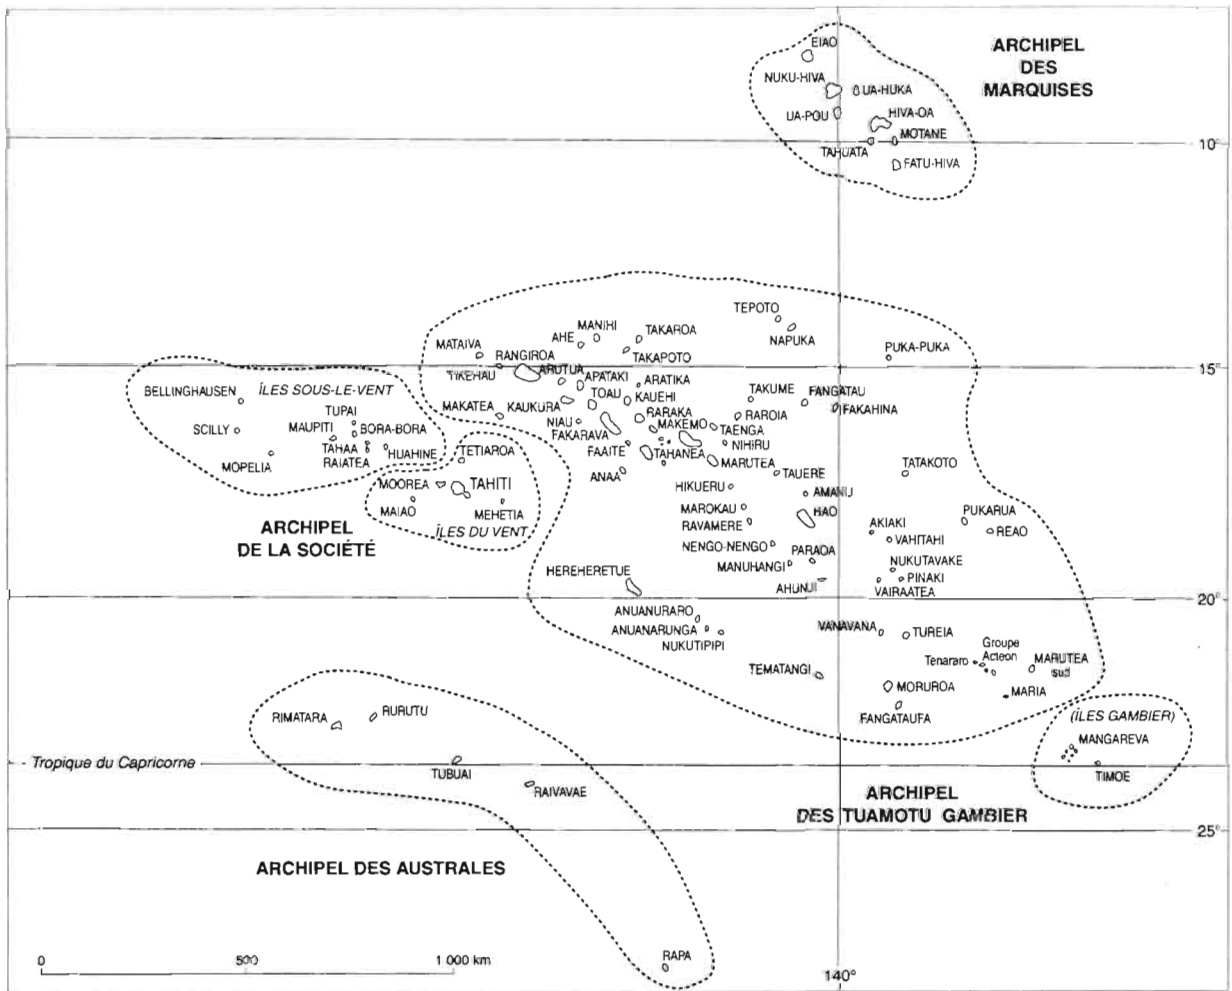 EIAO
ARCHIPEL
DES
MARQUISES
NUKU-HIVA
UA-HUKA
UA-POU
HIVA-OA
MOTANE
TAHUATA
10°
FATU-HIVA
TEPOTO
NAPUKA
MANIHI
AHE
TAKAROA
MATAIVA
RANGIROA
TAKAPOTO
PUKA-PUKA
15°
TIKEHAU
ARUTUA
APATAKI
ARATIKA
BELLINGHAUSEN
ÎLES SOUS-LE-VENT
TOAU
KAUEHI
TAKUME
FANGATAU
MAKATEA
KAUKURA
RARAKA
RAROIA
FAKAHINA
TUPAI
SCILLY
MAUPITI
BORA-BORA
NIAU
MAKEMO
TAENGA
FAKARAVA
TAHAA
HUAHINE
TETIAROA
FAAITE
TAHANEA
NIHIRU
RAIATEA
MOPELIA
MARUTEA
ANAA
TAUERE
TATAKOTO
MOOREA
TAHITI
HIKUERU
AMANU
MAIAO
MEHETIA
MAROKAU
HAO
PUKARUA
ARCHIPEL
DE LA SOCIÉTÉ
ÎLES DU VENT
RAVAMERE
AKIAKI
REAO
VAHITAHI
NENGO-NENGO
PARAOA
HEREHERETUE
MANUHANGI
NUKUTAVAKE
AHUNUI
PINAKI
VAIRAATEA
20°
ANUANURARO
ANUANARUNGA
NUKUTIPIPI
VANAVANA
TUREIA
Groupe
Acteon
Tenararo
MARUTEA
sud
TEMATANGI
MORUROA
MARIA
FANGATAUFA
RIMATARA
RURUTU
(ÎLES GAMBIER)
MANGAREVA
Tropique du Capricorne
TUBUAI
TIMOE
RAIVAVAE
ARCHIPEL
DES TUAMOTU GAMBIER
25°
ARCHIPEL DES AUSTRALES
RAPA
0
500
1 000 km
140°